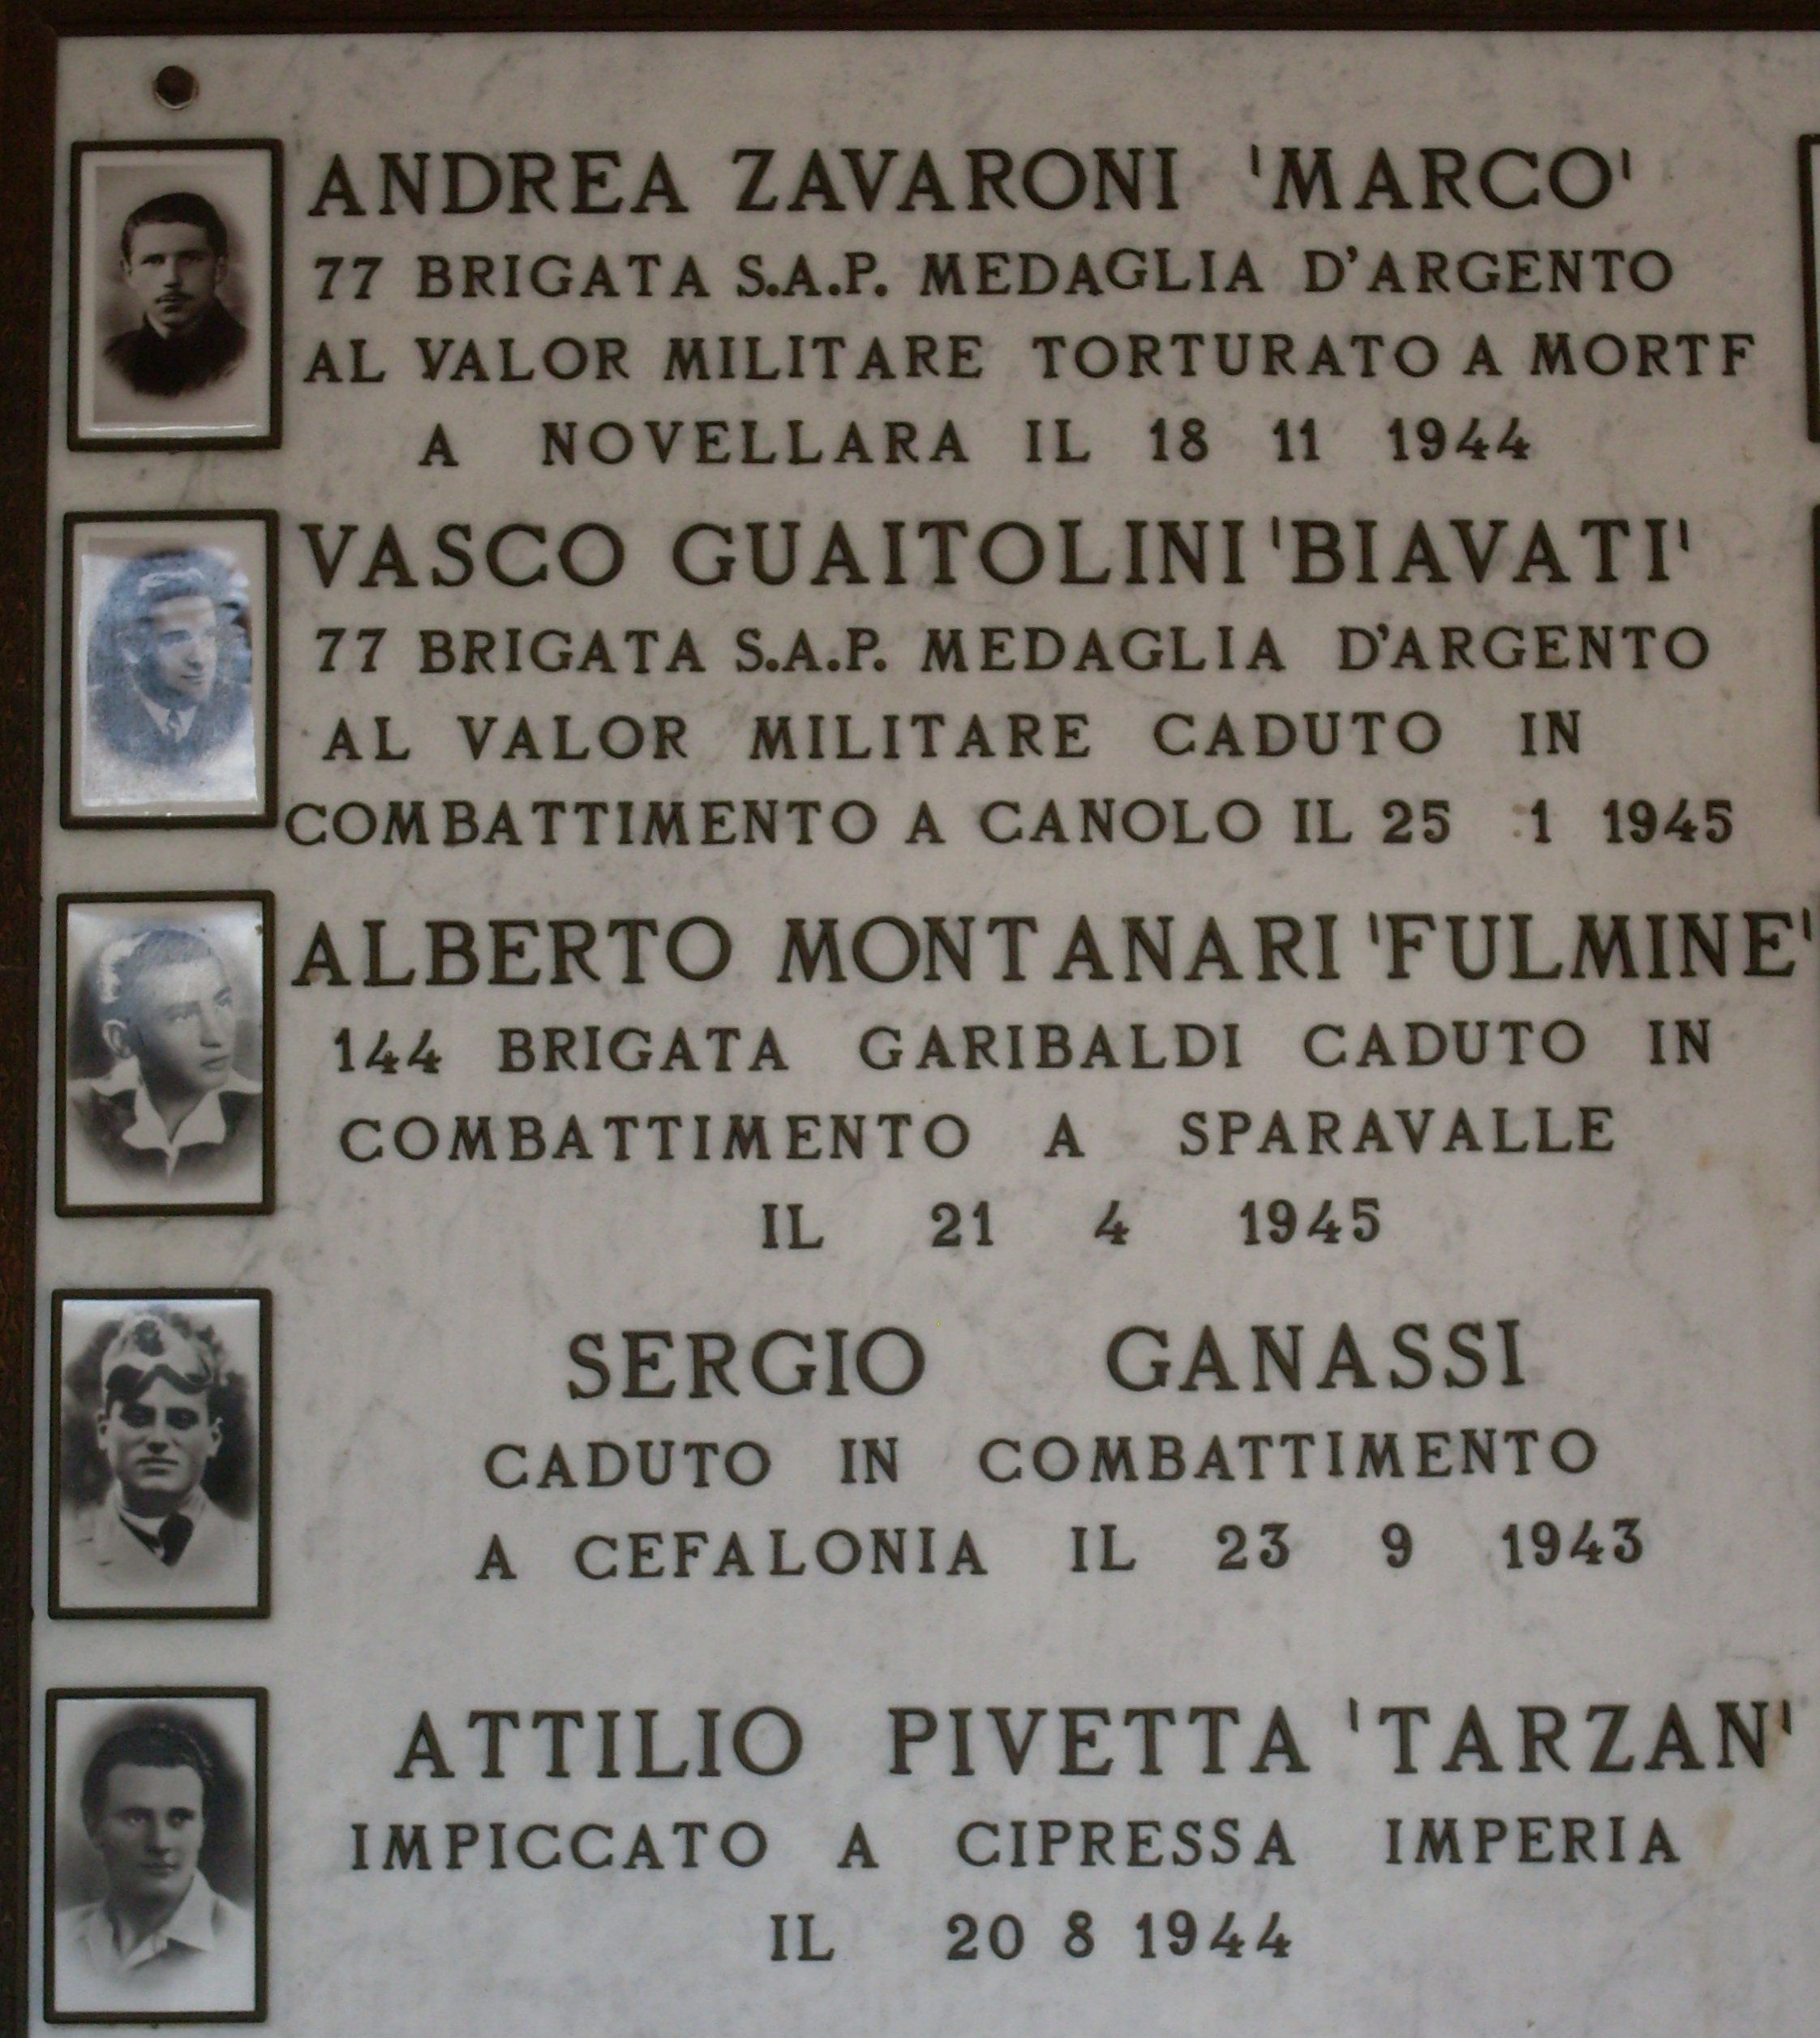 ANDREA ZAVARONI 'MARCO'
77 BRIGATA S.A.P. MEDAGLIA D'ARGENTO
AL VALOR MILITARE TORTURATO A MORTF
A NOVELLARA IL 18 11 1944
VASCO GUAITOLINI 'BIAVATI'
77 BRIGATA S.A.P. MEDAGLIA D'ARGENTO
AL VALOR MILITARE CADUTO IN
COMBATTIMENTO A CANOLO IL 25 1 1945
ALBERTO MONTANARI 'FULMINE'
144 BRIGATA GARIBALDI CADUTO IN
COMBATTIMENTO A SPARAVALLE
IL 21 4 1945
SERGIO GANASSI
CADUTO IN COMBATTIMENTO
A CEFALONIA IL 23 9 1943
ATTILIO PIVETTA 'TARZAN'
IMPICCATO A CIPRESSA IMPERIA
IL 20 8 1944